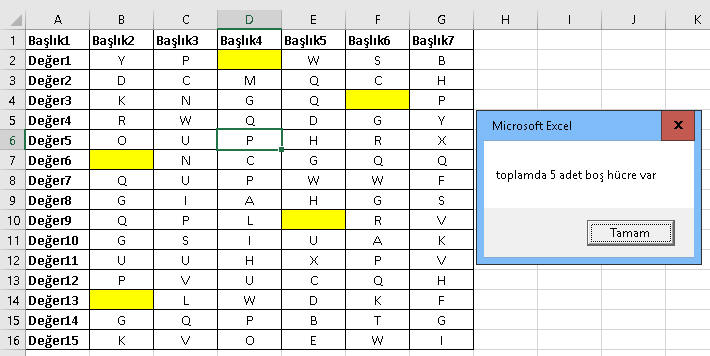 A B C D E F G H I J K
1 Başlık1 Başlık2 Başlık3 Başlık4 Başlık5 Başlık6 Başlık7
2 Değer1 Y P W S B
3 Değer2 D C M Q C H
4 Değer3 K N G Q P
5 Değer4 R W Q D G Y
6 Değer5 O U P H R X
7 Değer6 N C G Q Q
8 Değer7 Q U P W W F
9 Değer8 G I A H G S
10 Değer9 Q P L R V
11 Değer10 G S I U A K
12 Değer11 U U H X P V
13 Değer12 P V U C Q H
14 Değer13 L W D K F
15 Değer14 G Q P B T G
16 Değer15 K V O E W I
Microsoft Excel
x
toplamda 5 adet boş hücre var
Tamam